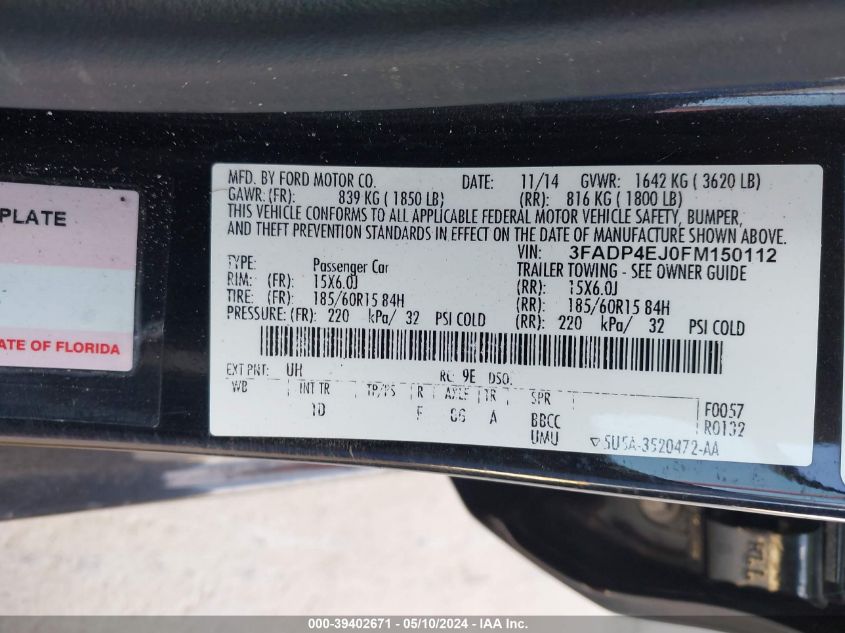 PLATE
ATE OF FLORIDA
MFD. BY FORD MOTOR CO. DATE: 11/14 GVWR: 1642 KG ( 3620 LB)
GAWR: (FR): 839 KG ( 1850 LB) (RR): 816 KG ( 1800 LB)
THIS VEHICLE CONFORMS TO ALL APPLICABLE FEDERAL MOTOR VEHICLE SAFETY, BUMPER,
AND THEFT PREVENTION STANDARDS IN EFFECT ON THE DATE OF MANUFACTURE SHOWN ABOVE.
VIN: 3FADP4EJ0FM150112
TYPE: Passenger Car TRAILER TOWING - SEE OWNER GUIDE
RIM: (FR): 15X6.0J (RR): 15X6.0J
TIRE: (FR): 185/60R15 84H (RR): 185/60R15 84H
PRESSURE: (FR): 220 kPa/ 32 PSI COLD (RR): 220 kPa/ 32 PSI COLD
EXT PNT: UH RC: 9E DSO:
WB INT TR TP/PS R AXLE TR SPR
10 F 06 A BBCC F0057
UMU R0132
5U5A-3520472-AA
000-39402671 - 05/10/2024 - IAA Inc.